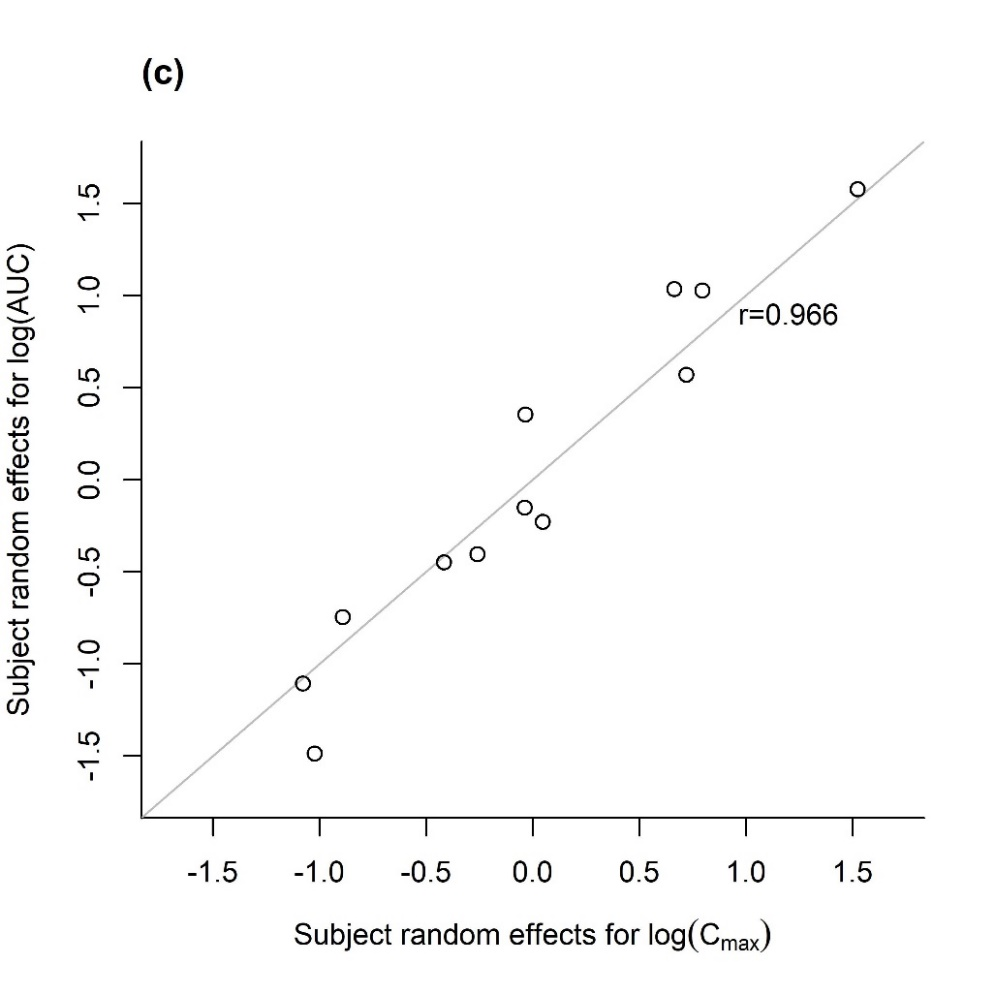 (c)
Subject random effects for log(AUC)
1.5
1.0
0.5
0.0
-0.5
-1.0
-1.5
r=0.966
-1.5 -1.0 -0.5 0.0 0.5 1.0 1.5
Subject random effects for log(Cmax)